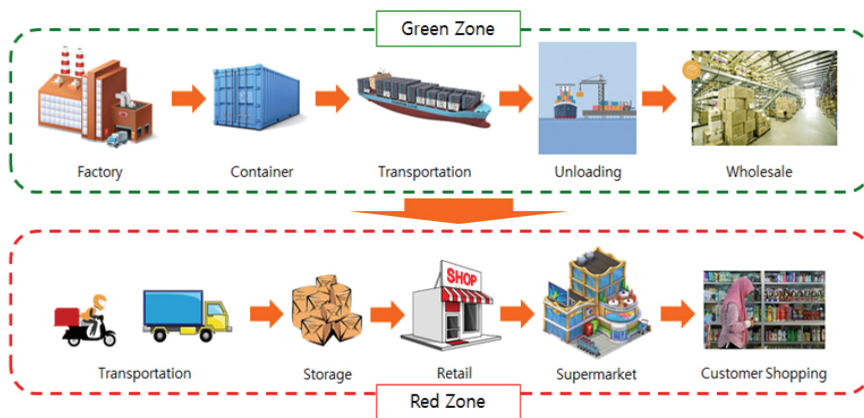 Green Zone
Factory
Container
Transportation
Unloading
Wholesale
Transportation
SHOP
Storage
Retail
Supermarket
Customer Shopping
Red Zone